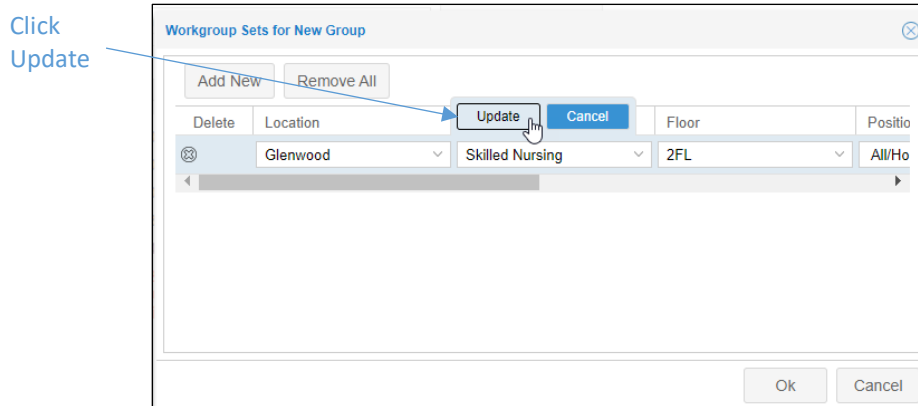 Click
Update
Workgroup Sets for New Group
Add New Remove All
Update Cancel
Delete Location Floor Positio
Glenwood Skilled Nursing 2FL All/Ho
Ok Cancel